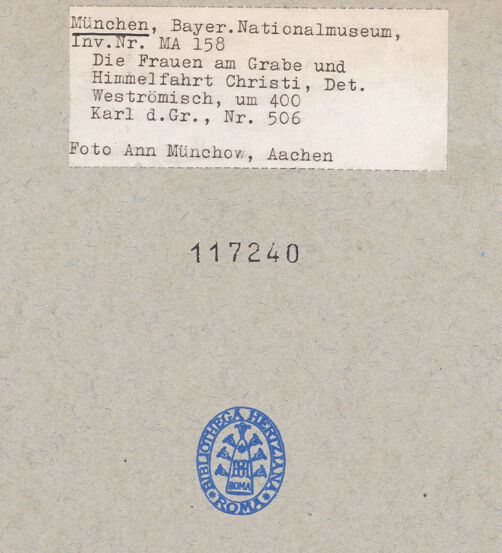 München, Bayer.Nationalmuseum,
Inv.Nr. MA 158
Die Frauen am Grabe und
Himmelfahrt Christi, Det.
Weströmisch, um 400
Karl d.Gr., Nr. 506
Foto Ann Münchow, Aachen
117240
BIBLIOTHECA HERTZIANA
ROMA
ROMA